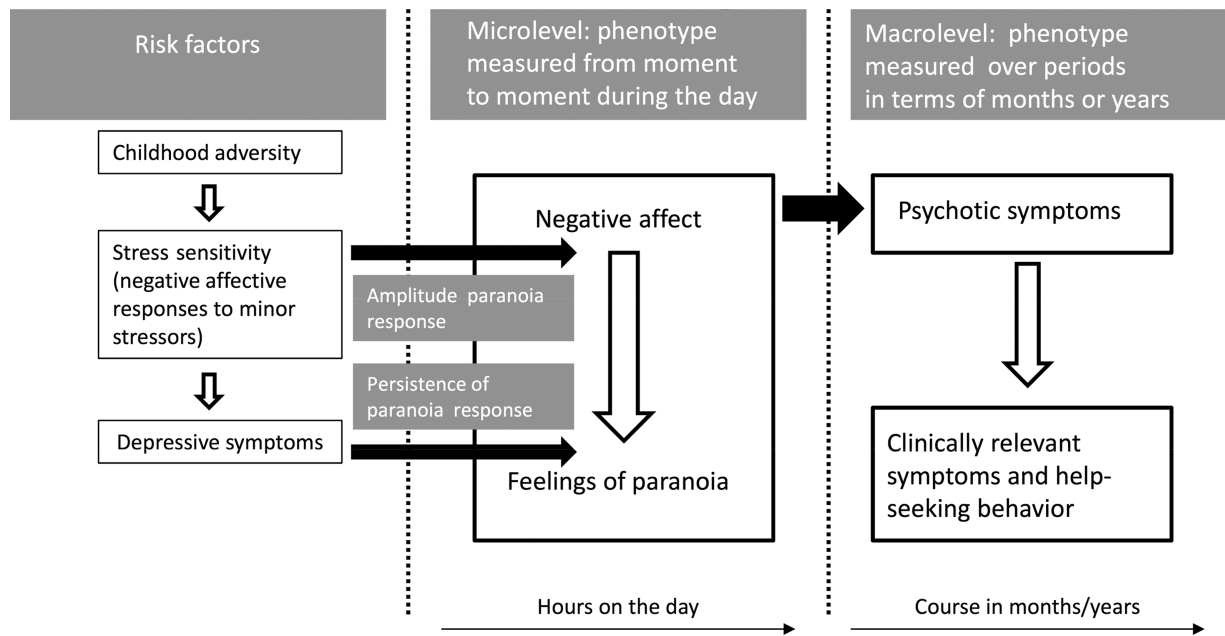 Risk factors
Microlevel: phenotype
measured from moment
to moment during the day
Macrolevel:  phenotype
measured  over periods
in terms of months or years
Childhood adversity
Stress sensitivity
(negative affective
responses to minor
stressors)
Depressive symptoms
Amplitude paranoia
response
Persistence of
paranoia response
Negative affect
Feelings of paranoia
Psychotic symptoms
Clinically relevant
symptoms and help-
seeking behavior
Hours on the day
Course in months/years